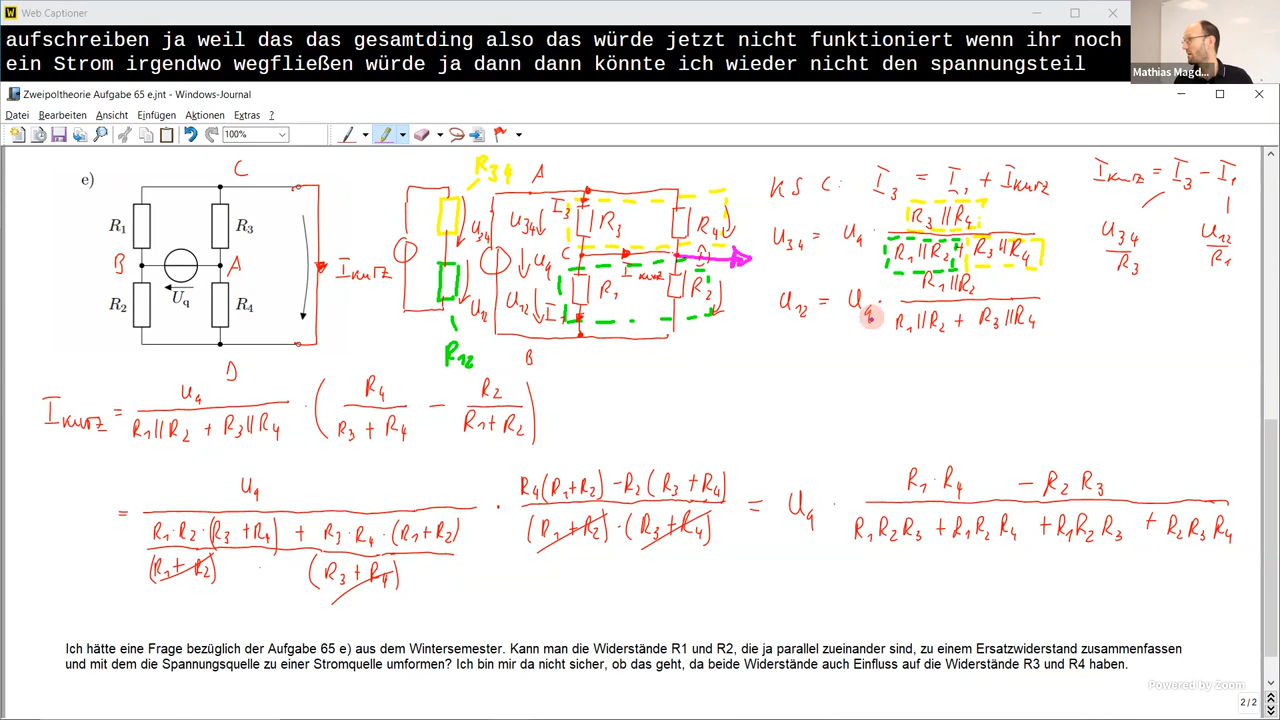 Web Captioner
aufschreiben ja weil das das gesamtding also das würde jetzt nicht funktioniert wenn ihr noch
ein Strom irgendwo wegfließen würde ja dann dann könnte ich wieder nicht den spannungsteil
Mathias Magd...
Zweipoltheorie Aufgabe 65 e.jnt - Windows-Journal
Datei Bearbeiten Ansicht Einfügen Aktionen Extras ?
100%
e)
C
R1 R3
B A
Uq
R2 R4
D
Ikurz
R34
U34
U12
R12
A
U34 I3 R3 R4
C Ikurz D
Uq
U12 I1 R1 R2
B
KS C: I3 = I1 + Ikurz
Ikurz = I3 - I1
U34 = Uq · R3||R4 / (R1||R2 + R3||R4)
U34/R3 U12/R1
U12 = Uq · R1||R2 / (R1||R2 + R3||R4)
Ikurz = Uq / (R1||R2 + R3||R4) · (R4/(R3 + R4) - R2/(R1 + R2))
= Uq / ((R1·R2·(R3+R4) + R3·R4·(R1+R2)) / ((R1+R2) (R3+R4))) · (R4(R1+R2) - R2(R3+R4)) / ((R1+R2)·(R3+R4)) = Uq · (R1·R4 - R2 R3) / (R1R2R3 + R1R2R4 + R1R2R3 + R2R3R4)
Ich hätte eine Frage bezüglich der Aufgabe 65 e) aus dem Wintersemester. Kann man die Widerstände R1 und R2, die ja parallel zueinander sind, zu einem Ersatzwiderstand zusammenfassen
und mit dem die Spannungsquelle zu einer Stromquelle umformen? Ich bin mir da nicht sicher, ob das geht, da beide Widerstände auch Einfluss auf die Widerstände R3 und R4 haben.
Powered by Zoom
2 / 2